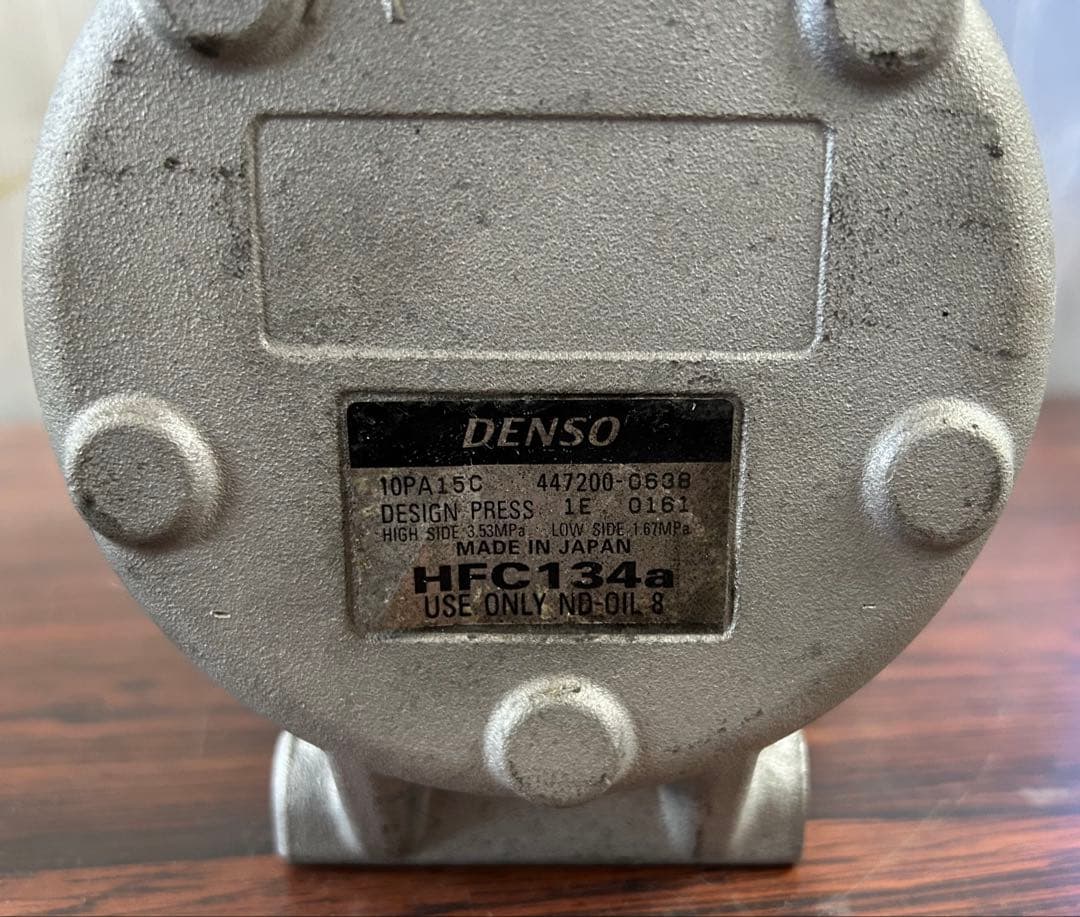 DENSO
10PA15C 447200-0638
DESIGN PRESS 1E 0161
HIGH SIDE 3.53MPa LOW SIDE 1.67MPa
MADE IN JAPAN
HFC134a
USE ONLY ND-OIL 8